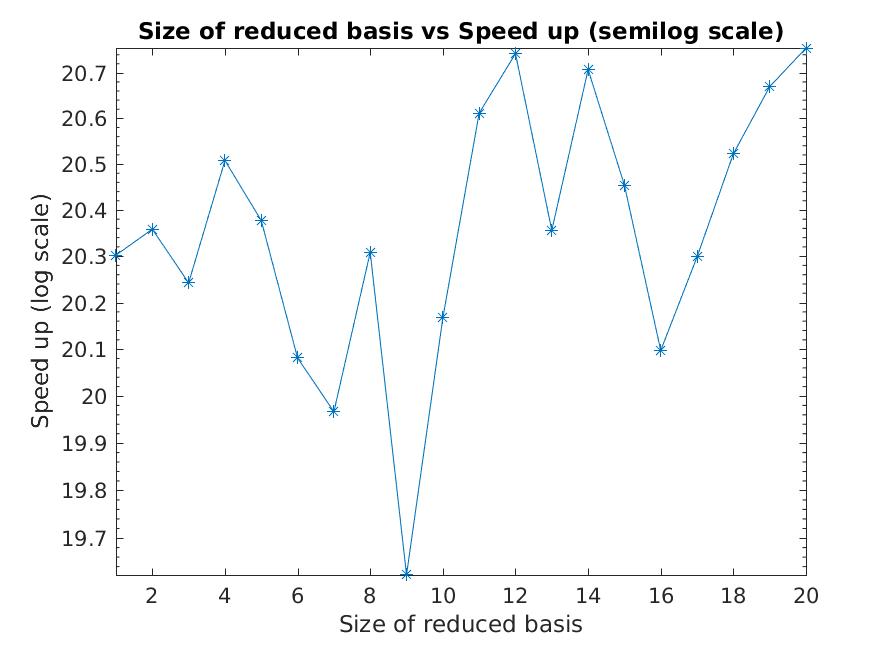 Size of reduced basis vs Speed up (semilog scale)
Speed up (log scale)
20.7
20.6
20.5
20.4
20.3
20.2
20.1
20
19.9
19.8
19.7
2 4 6 8 10 12 14 16 18 20
Size of reduced basis